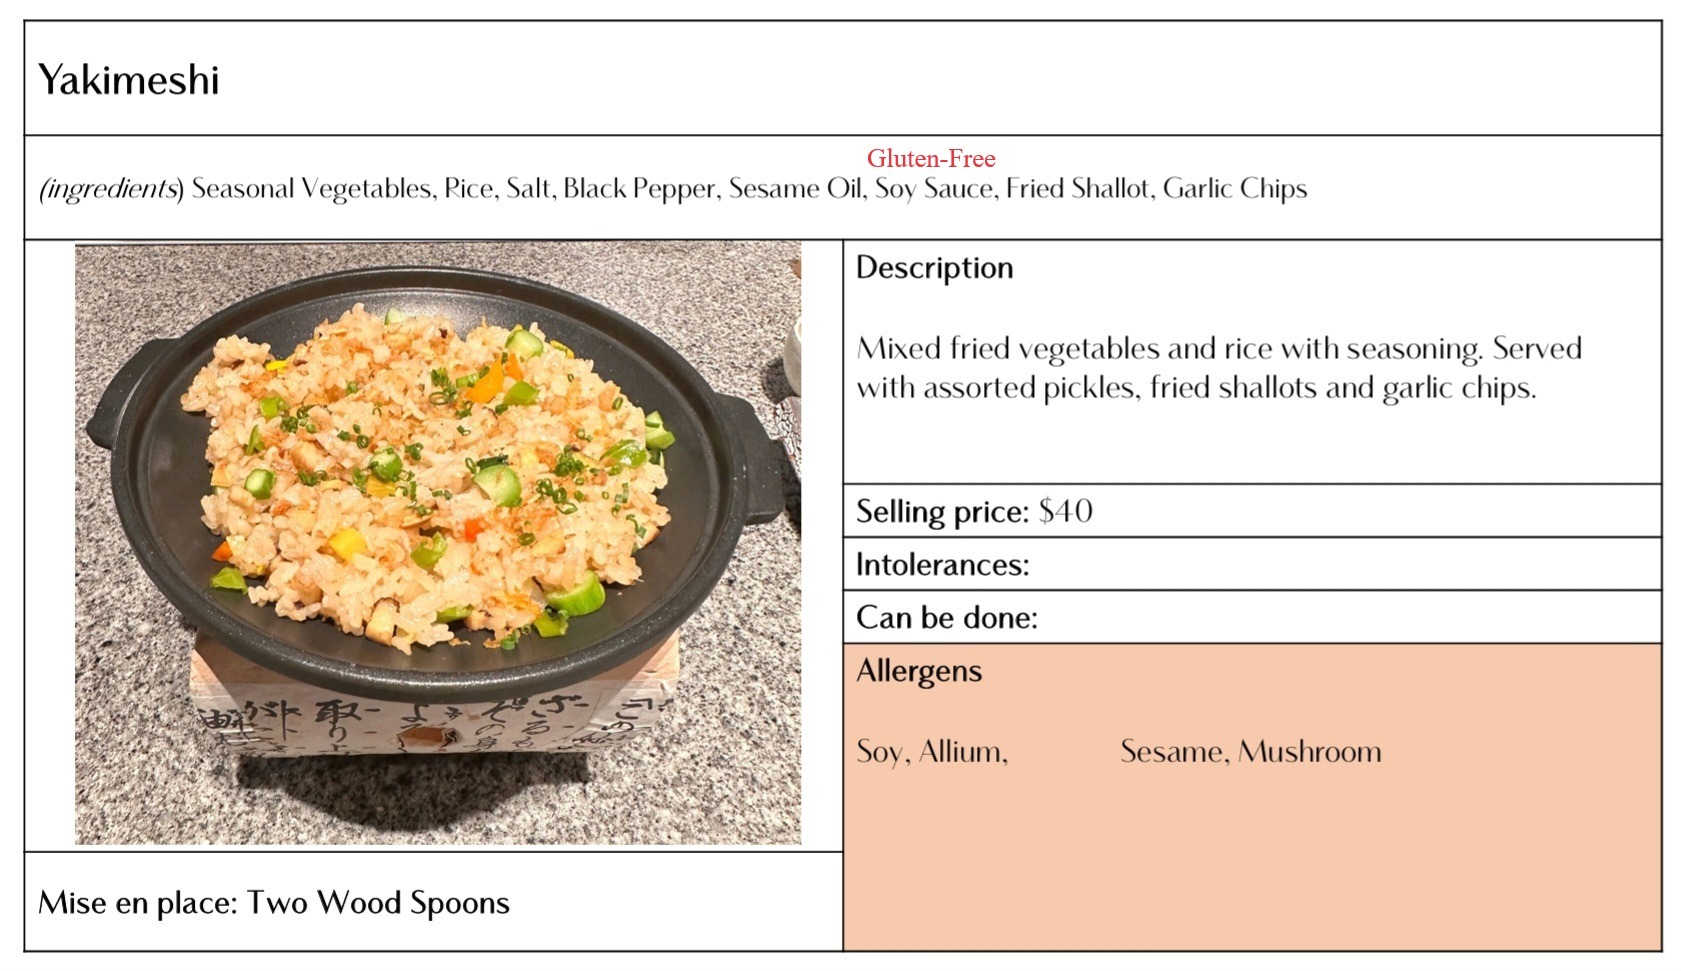 Yakimeshi
Gluten-Free
(ingredients) Seasonal Vegetables, Rice, Salt, Black Pepper, Sesame Oil, Soy Sauce, Fried Shallot, Garlic Chips
Description
Mixed fried vegetables and rice with seasoning. Served
with assorted pickles, fried shallots and garlic chips.
Selling price: $40
Intolerances:
Can be done:
Allergens
Soy, Allium, Sesame, Mushroom
取り
Mise en place: Two Wood Spoons